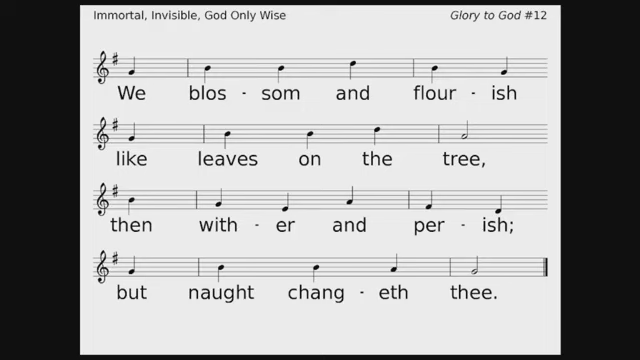 Immortal, Invisible, God Only Wise Glory to God #12
We blos - som and flour - ish
like leaves on the tree,
then with - er and per - ish;
but naught chang - eth thee.